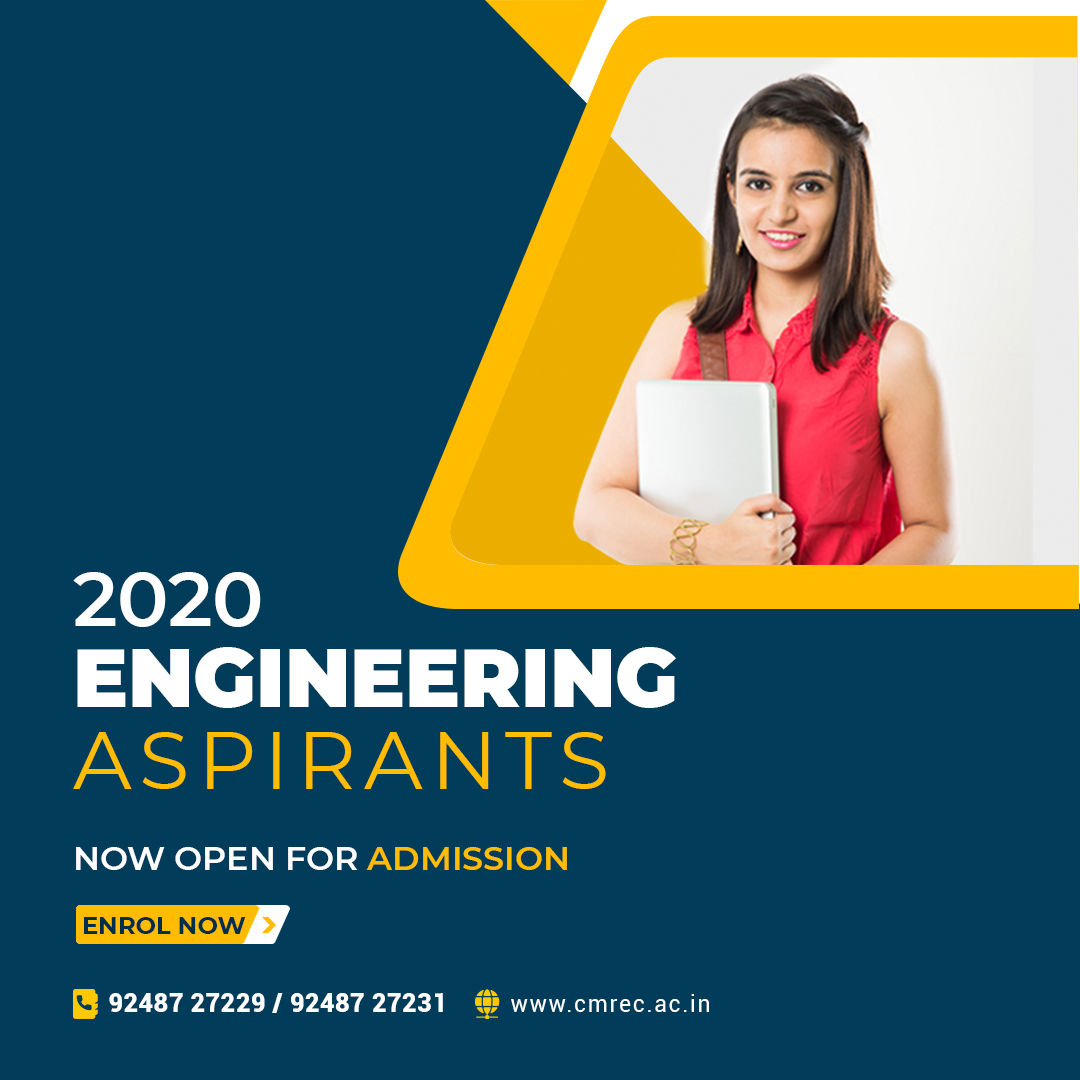 2020
ENGINEERING
ASPIRANTS
NOW OPEN FOR ADMISSION
ENROL NOW
92487 27229 / 92487 27231
www.cmrec.ac.in